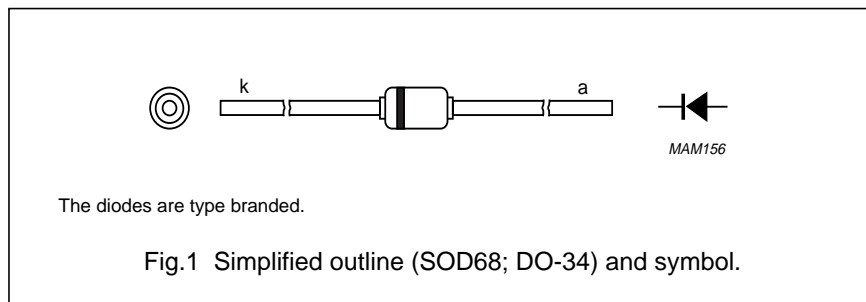 k
a
MAM156
The diodes are type branded.
Fig.1 Simplified outline (SOD68; DO-34) and symbol.